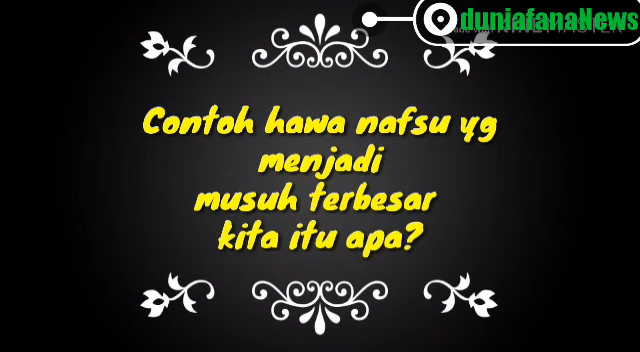 duniafanaNews
Contoh hawa nafsu yg
menjadi
musuh terbesar
kita itu apa?